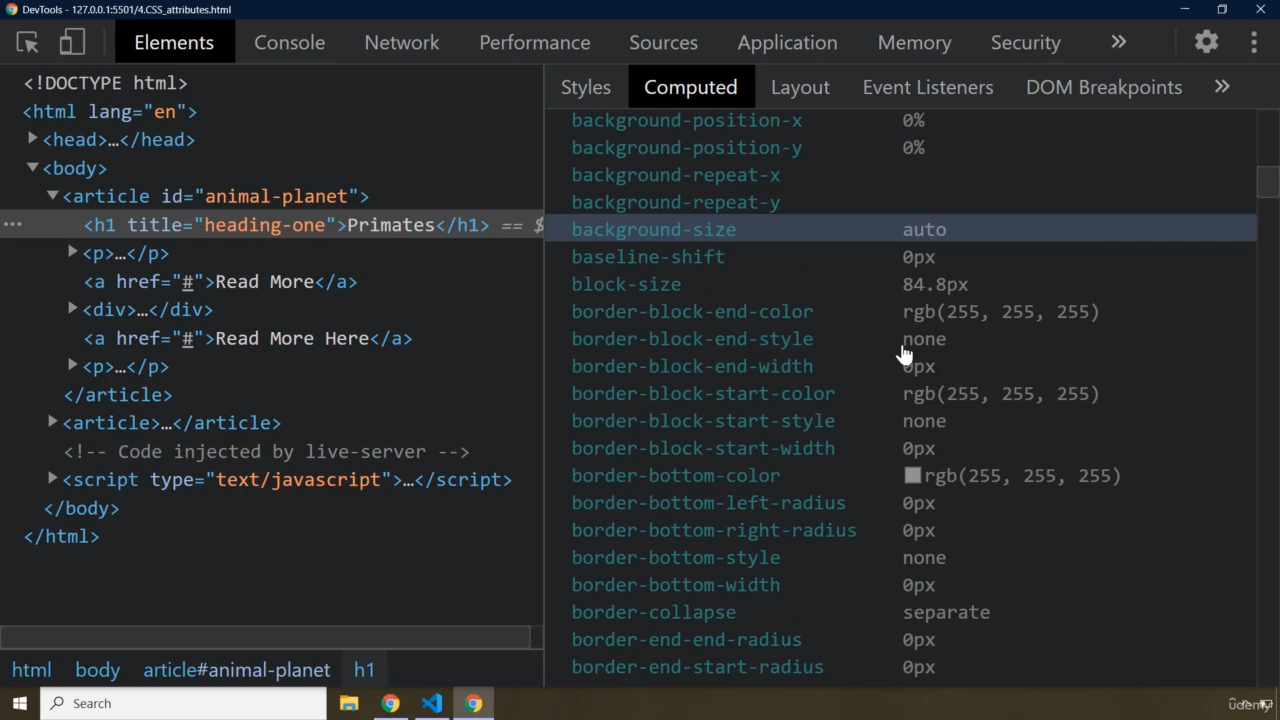 DevTools - 127.0.0.1:5501/4.CSS_attributes.html
Elements Console Network Performance Sources Application Memory Security
<!DOCTYPE html>
<html lang="en">
<head>…</head>
<body>
<article id="animal-planet">
<h1 title="heading-one">Primates</h1> == $
<p>…</p>
<a href="#">Read More</a>
<div>…</div>
<a href="#">Read More Here</a>
<p>…</p>
</article>
<article>…</article>
<!-- Code injected by live-server -->
<script type="text/javascript">…</script>
</body>
</html>
html body article#animal-planet h1
Styles Computed Layout Event Listeners DOM Breakpoints
background-position-x 0%
background-position-y 0%
background-repeat-x
background-repeat-y
background-size auto
baseline-shift 0px
block-size 84.8px
border-block-end-color rgb(255, 255, 255)
border-block-end-style none
border-block-end-width 0px
border-block-start-color rgb(255, 255, 255)
border-block-start-style none
border-block-start-width 0px
border-bottom-color rgb(255, 255, 255)
border-bottom-left-radius 0px
border-bottom-right-radius 0px
border-bottom-style none
border-bottom-width 0px
border-collapse separate
border-end-end-radius 0px
border-end-start-radius 0px
Search
udemy